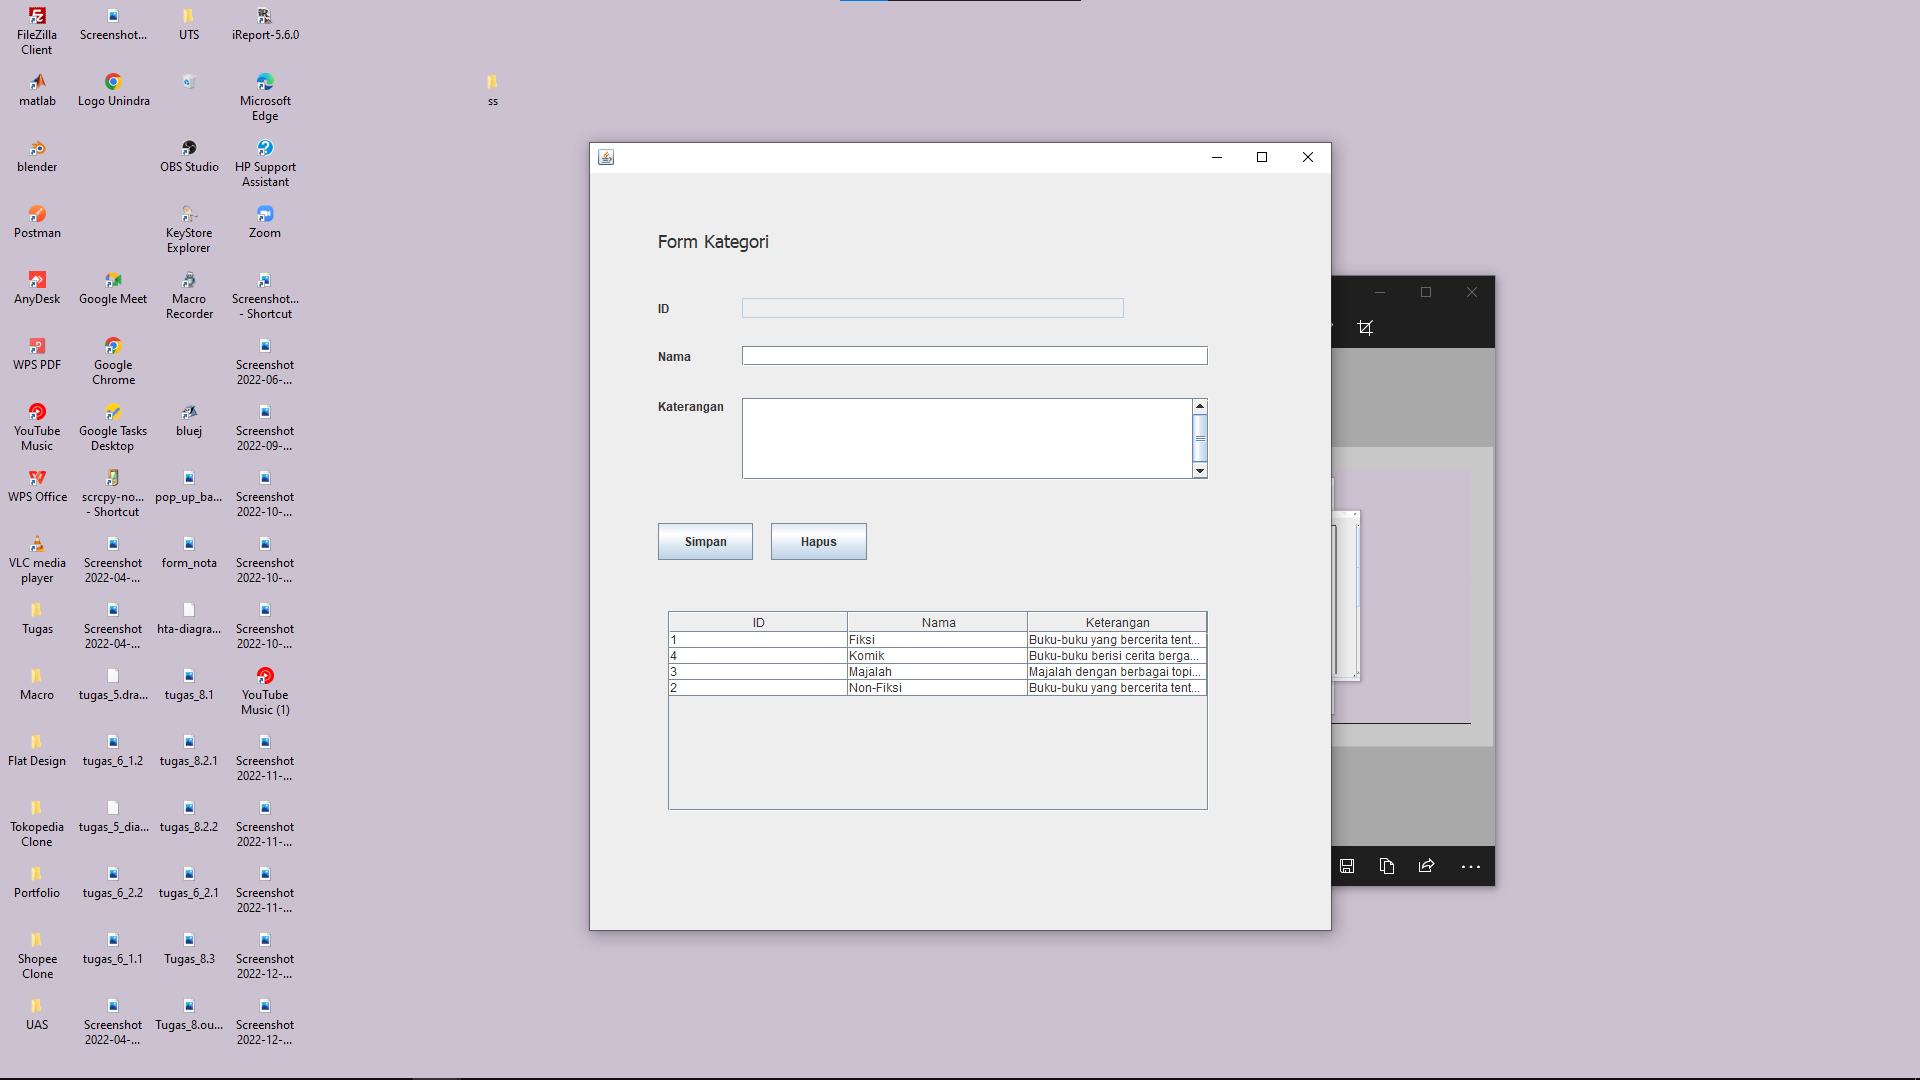 FileZilla
Client
Screenshot...
UTS
iReport-5.6.0
matlab
Logo Unindra
Microsoft
Edge
ss
blender
OBS Studio
HP Support
Assistant
Postman
KeyStore
Explorer
Zoom
AnyDesk
Google Meet
Macro
Recorder
Screenshot...
- Shortcut
WPS PDF
Google
Chrome
Screenshot
2022-06-...
YouTube
Music
Google Tasks
Desktop
bluej
Screenshot
2022-09-...
WPS Office
scrcpy-no...
- Shortcut
pop_up_ba...
Screenshot
2022-10-...
VLC media
player
Screenshot
2022-04-...
form_nota
Screenshot
2022-10-...
Tugas
Screenshot
2022-04-...
hta-diagra...
Screenshot
2022-10-...
Macro
tugas_5.dra...
tugas_8.1
YouTube
Music (1)
Flat Design
tugas_6_1.2
tugas_8.2.1
Screenshot
2022-11-...
Tokopedia
Clone
tugas_5_dia...
tugas_8.2.2
Screenshot
2022-11-...
Portfolio
tugas_6_2.2
tugas_6_2.1
Screenshot
2022-11-...
Shopee
Clone
tugas_6_1.1
Tugas_8.3
Screenshot
2022-12-...
UAS
Screenshot
2022-04-...
Tugas_8.ou...
Screenshot
2022-12-...
Form Kategori
ID
Nama
Katerangan
Simpan Hapus
ID Nama Keterangan
1 Fiksi Buku-buku yang bercerita tent...
4 Komik Buku-buku berisi cerita berga...
3 Majalah Majalah dengan berbagai topi...
2 Non-Fiksi Buku-buku yang bercerita tent...